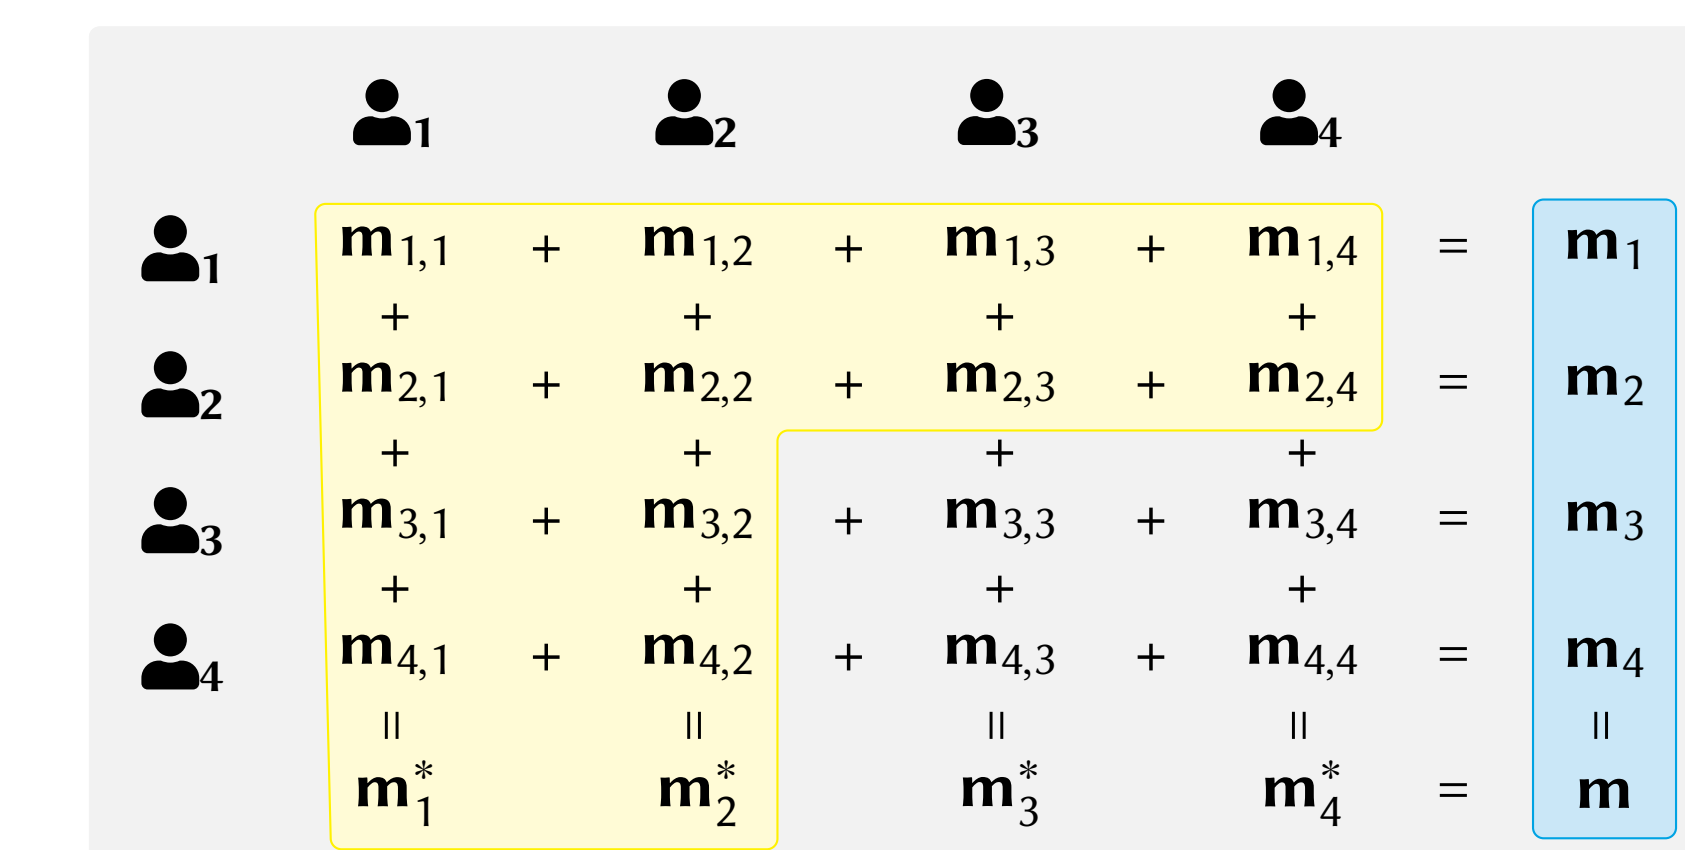 1 2 3 4
1 m1,1 + m1,2 + m1,3 + m1,4 = m1
+ + + +
2 m2,1 + m2,2 + m2,3 + m2,4 = m2
+ + + +
3 m3,1 + m3,2 + m3,3 + m3,4 = m3
+ + + +
4 m4,1 + m4,2 + m4,3 + m4,4 = m4
= = = = =
m*1 m*2 m*3 m*4 = m